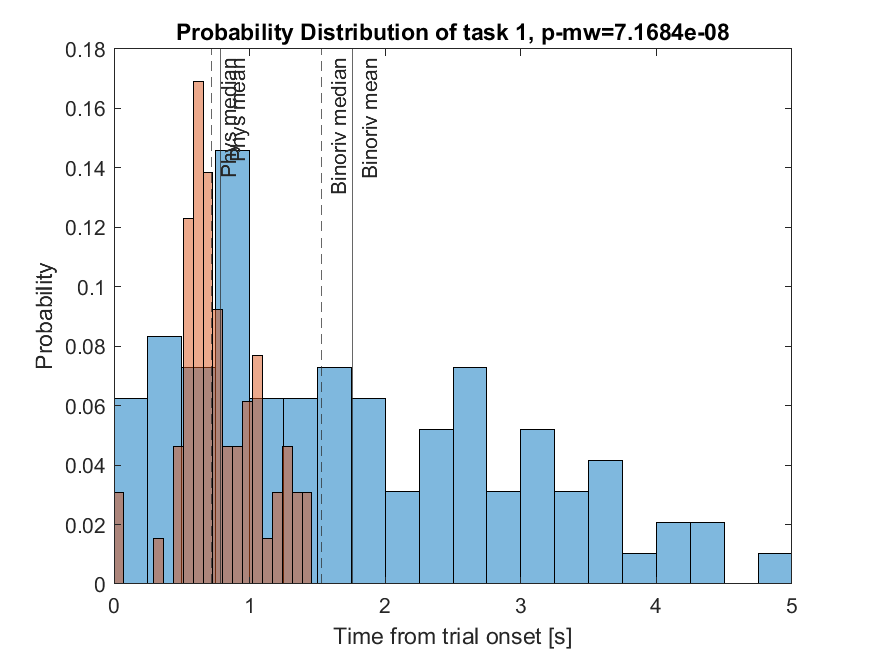 Probability Distribution of task 1, p-mw=7.1684e-08
0.18
0.16
0.14
0.12
0.1
0.08
0.06
0.04
0.02
0
Probability
Phys median
Phys mean
Binoriv median
Binoriv mean
0 1 2 3 4 5
Time from trial onset [s]